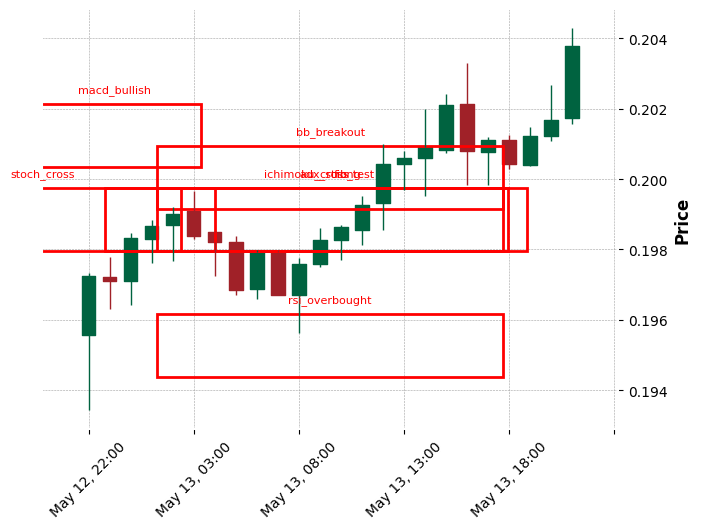 macd_bullish
bb_breakout
stoch_cross
rsi_overbought
0.204
0.202
0.200
0.198
0.196
0.194
Price
May 12, 22:00
May 13, 03:00
May 13, 08:00
May 13, 13:00
May 13, 18:00